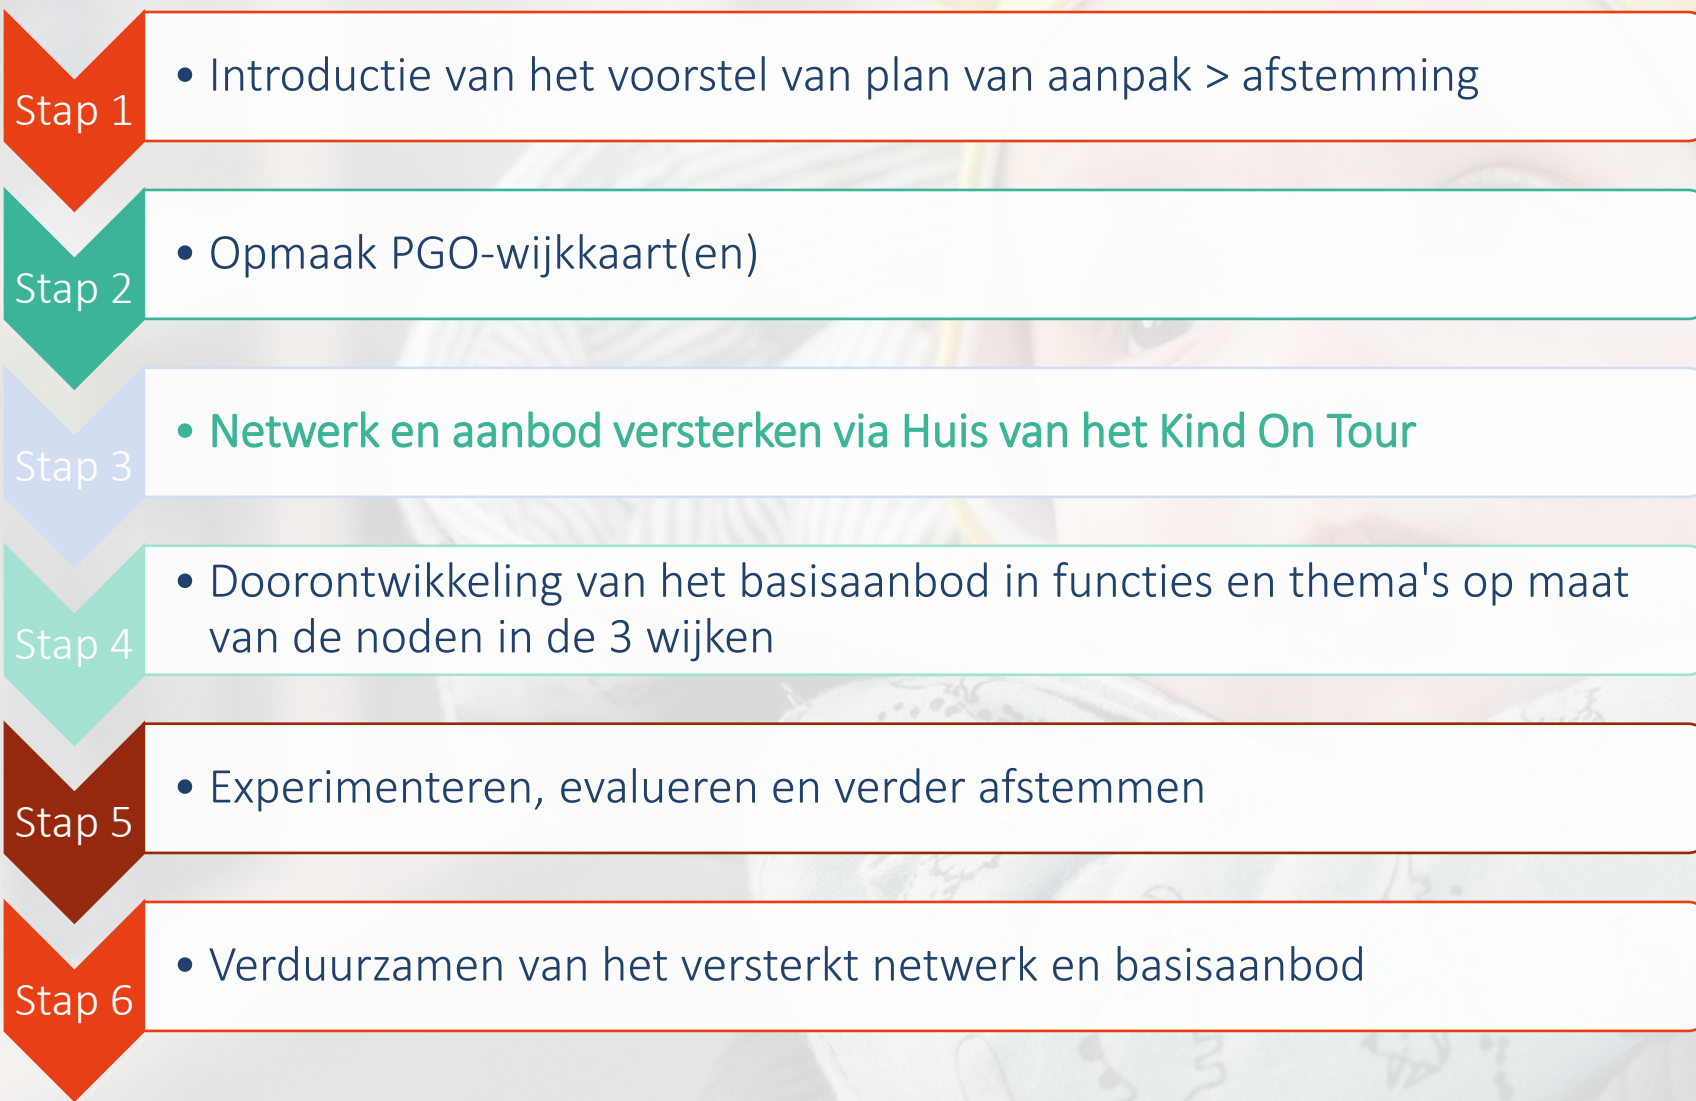 Stap 1
• Introductie van het voorstel van plan van aanpak > afstemming
Stap 2
• Opmaak PGO-wijkkaart(en)
Stap 3
• Netwerk en aanbod versterken via Huis van het Kind On Tour
Stap 4
• Doorontwikkeling van het basisaanbod in functies en thema's op maat
van de noden in de 3 wijken
Stap 5
• Experimenteren, evalueren en verder afstemmen
Stap 6
• Verduurzamen van het versterkt netwerk en basisaanbod